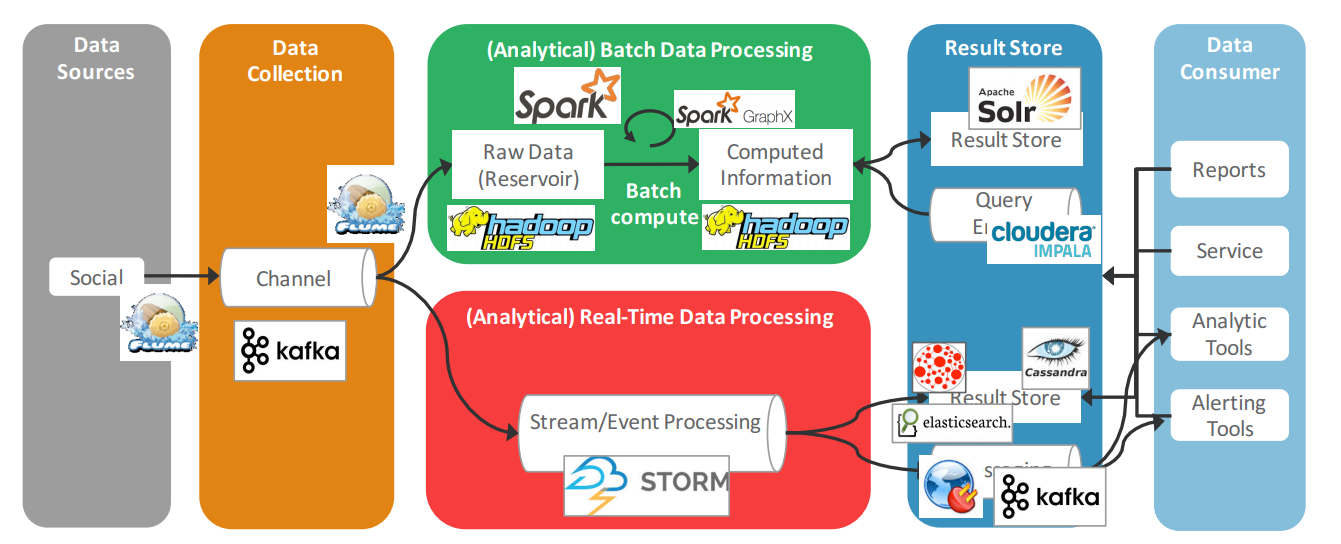 Data
Sources
Social
FLUME
Data
Collection
FLUME
Channel
kafka
(Analytical) Batch Data Processing
Spark
Spark GraphX
Raw Data
(Reservoir)
Computed
Information
Batch
compute
hadoop
HDFS
hadoop
HDFS
(Analytical) Real-Time Data Processing
Stream/Event Processing
STORM
Result Store
Apache
Solr
Result Store
Query
cloudera®
IMPALA
Cassandra
Result Store
elasticsearch.
kafka
Data
Consumer
Reports
Service
Analytic
Tools
Alerting
Tools